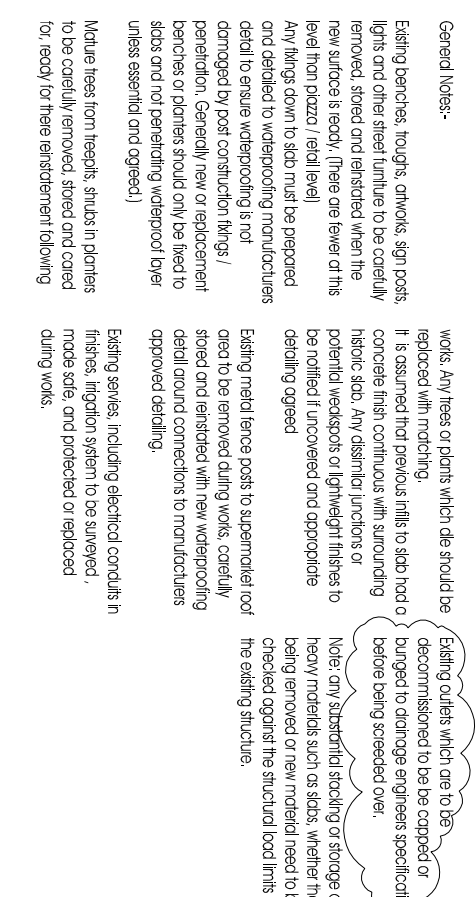 General Notes:-
Existing benches, troughs, artworks, sign posts,
lights and other street furniture to be carefully
removed, stored and reinstated when the
new surface is ready. (There are fewer at this
level than plazza / retail level)
Any fixings down to slab must be prepared
and detailed to waterproofing manufacturers
detail to ensure waterproofing is not
damaged by post construction fixings /
penetration. Generally new or replacement
benches or planters should only be fixed to
slabs and not penetrating waterproof layer
unless essential and agreed.)
Mature trees from treepits, shrubs in planters
to be carefully removed, stored and cared
for, ready for there reinstatement following
works. Any trees or plants which die should be
replaced with matching.
It is assumed that previous infills to slab had a
concrete finish continuous with surrounding
historic slab. Any dissimilar junctions or
potential weakspots or lightweight finishes to
be notified if uncovered and appropriate
detailing agreed
Existing metal fence posts to supermarket roof
area to be removed during works, carefully
stored and reinstated with new waterproofing
detail around connections to manufacturers
approved detailing.
Existing servies, including electrical conduits in
finishes, irrigation system to be surveyed ,
made safe, and protected or replaced
during works.
Existing outlets which are to be
decommissioned to be be capped or
bunged to drainage engineers
before being screeded over.
Note; any substantial stacking or storage
heavy materials such as slabs, whether
being removed or new material need to
checked against the structural load limits
the existing structure.